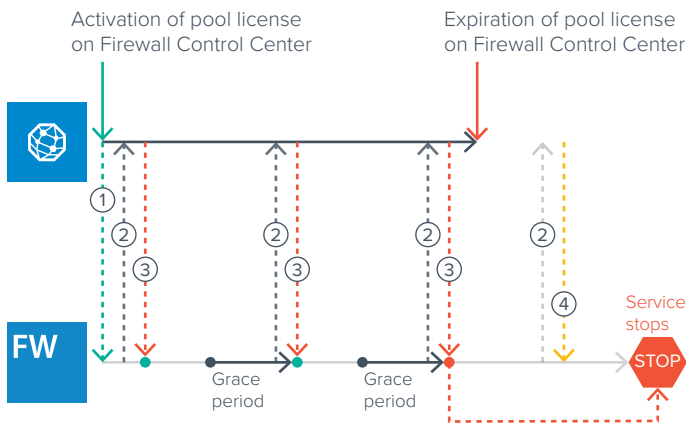 Activation of pool license
on Firewall Control Center
Expiration of pool license
on Firewall Control Center
1
2
2
2
2
3
3
3
4
FW
Grace
period
Grace
period
Service
stops
STOP